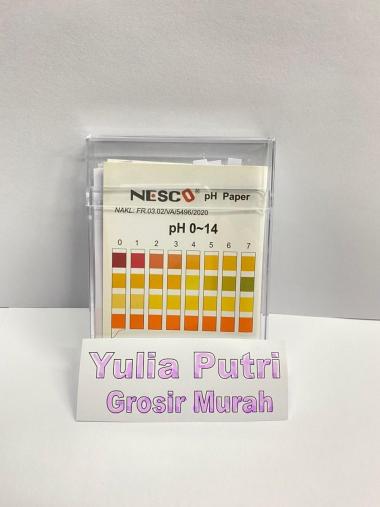 NESCO® pH Paper
NAKL: FR.03.02/VA/5496/2020
pH 0~14
0 1 2 3 4 5 6 7
Yulia Putri
Grosir Murah